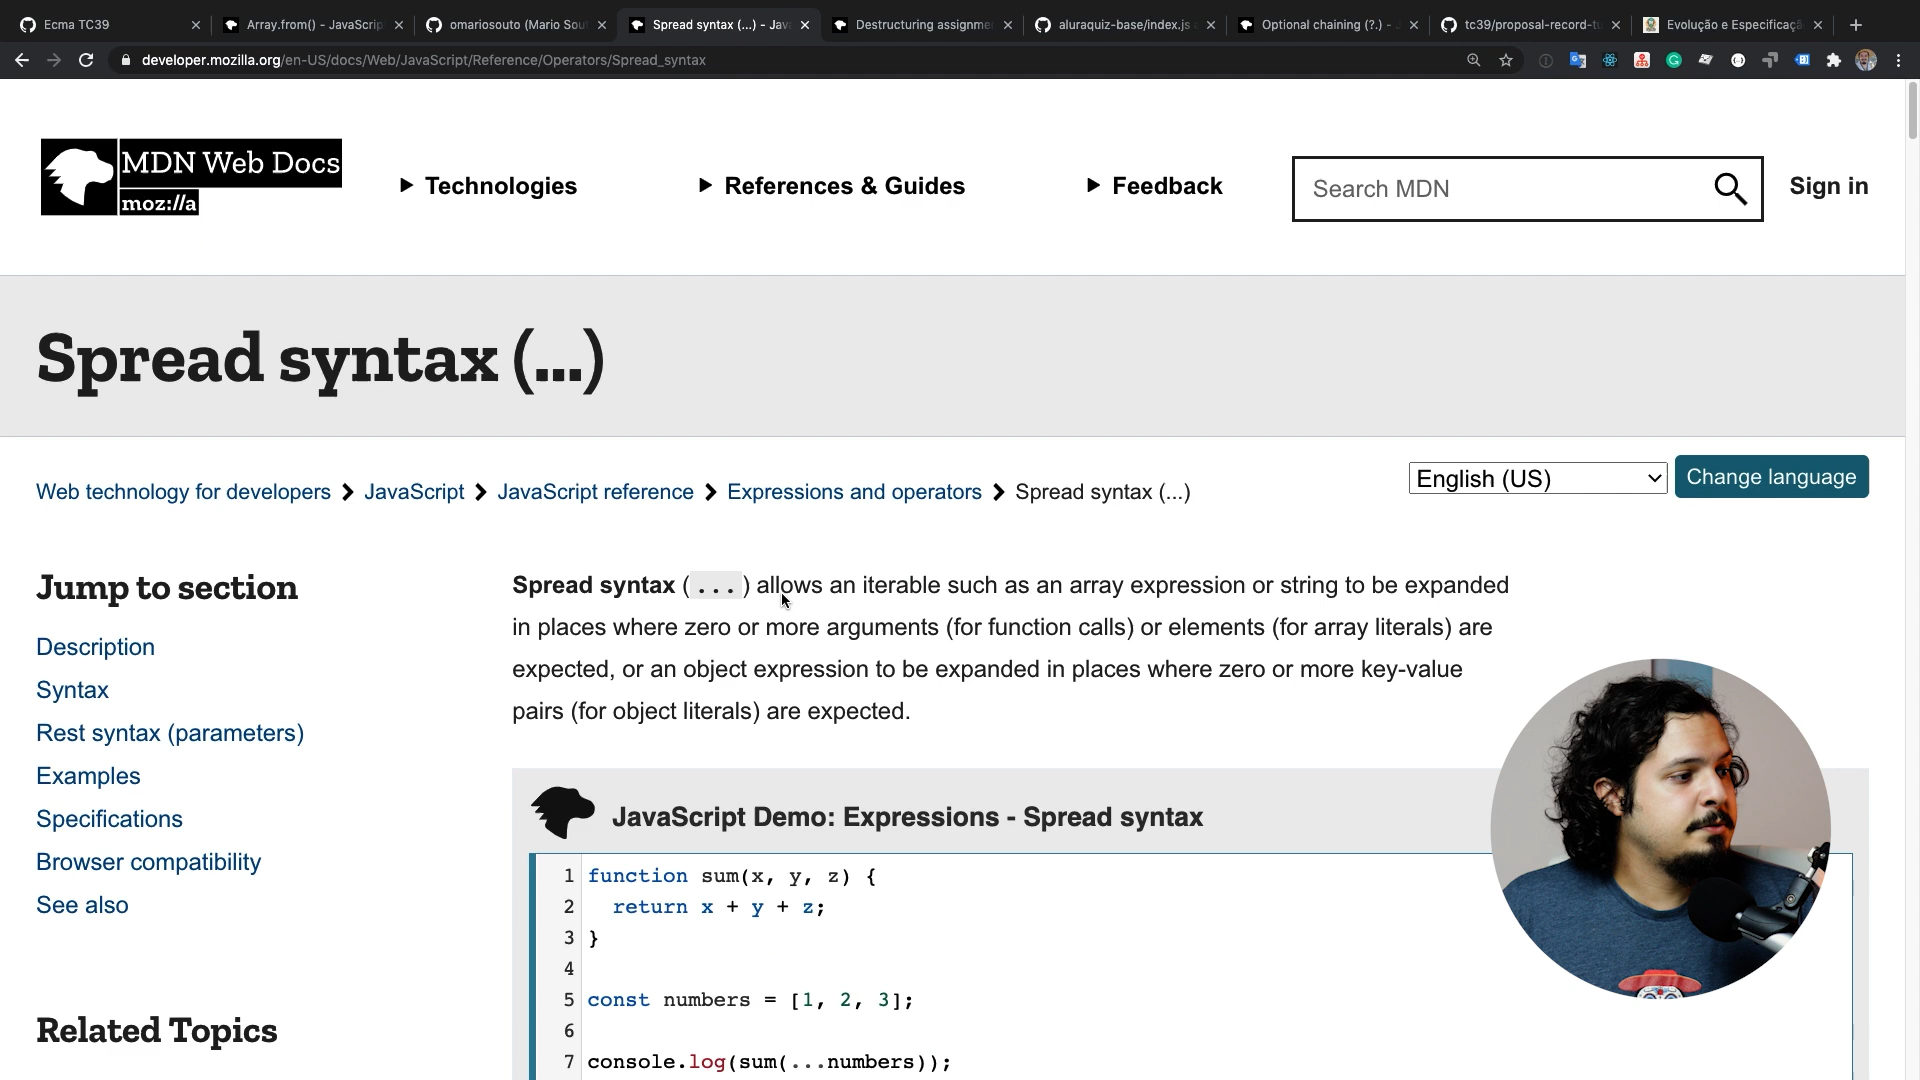 Ecma TC39
Array.from() - JavaScrip
omariosouto (Mario Sou
Spread syntax (...) - Jav
Destructuring assignme
aluraquiz-base/index.js
Optional chaining (?.) -
tc39/proposal-record-tu
Evolução e Especificaçã
developer.mozilla.org/en-US/docs/Web/JavaScript/Reference/Operators/Spread_syntax
MDN Web Docs
moz://a
Technologies
References & Guides
Feedback
Search MDN
Sign in
Spread syntax (...)
Web technology for developers > JavaScript > JavaScript reference > Expressions and operators > Spread syntax (...)
English (US)
Change language
Jump to section
Description
Syntax
Rest syntax (parameters)
Examples
Specifications
Browser compatibility
See also
Related Topics
Spread syntax (...) allows an iterable such as an array expression or string to be expanded
in places where zero or more arguments (for function calls) or elements (for array literals) are
expected, or an object expression to be expanded in places where zero or more key-value
pairs (for object literals) are expected.
JavaScript Demo: Expressions - Spread syntax
1 function sum(x, y, z) {
2   return x + y + z;
3 }
4
5 const numbers = [1, 2, 3];
6
7 console.log(sum(...numbers));